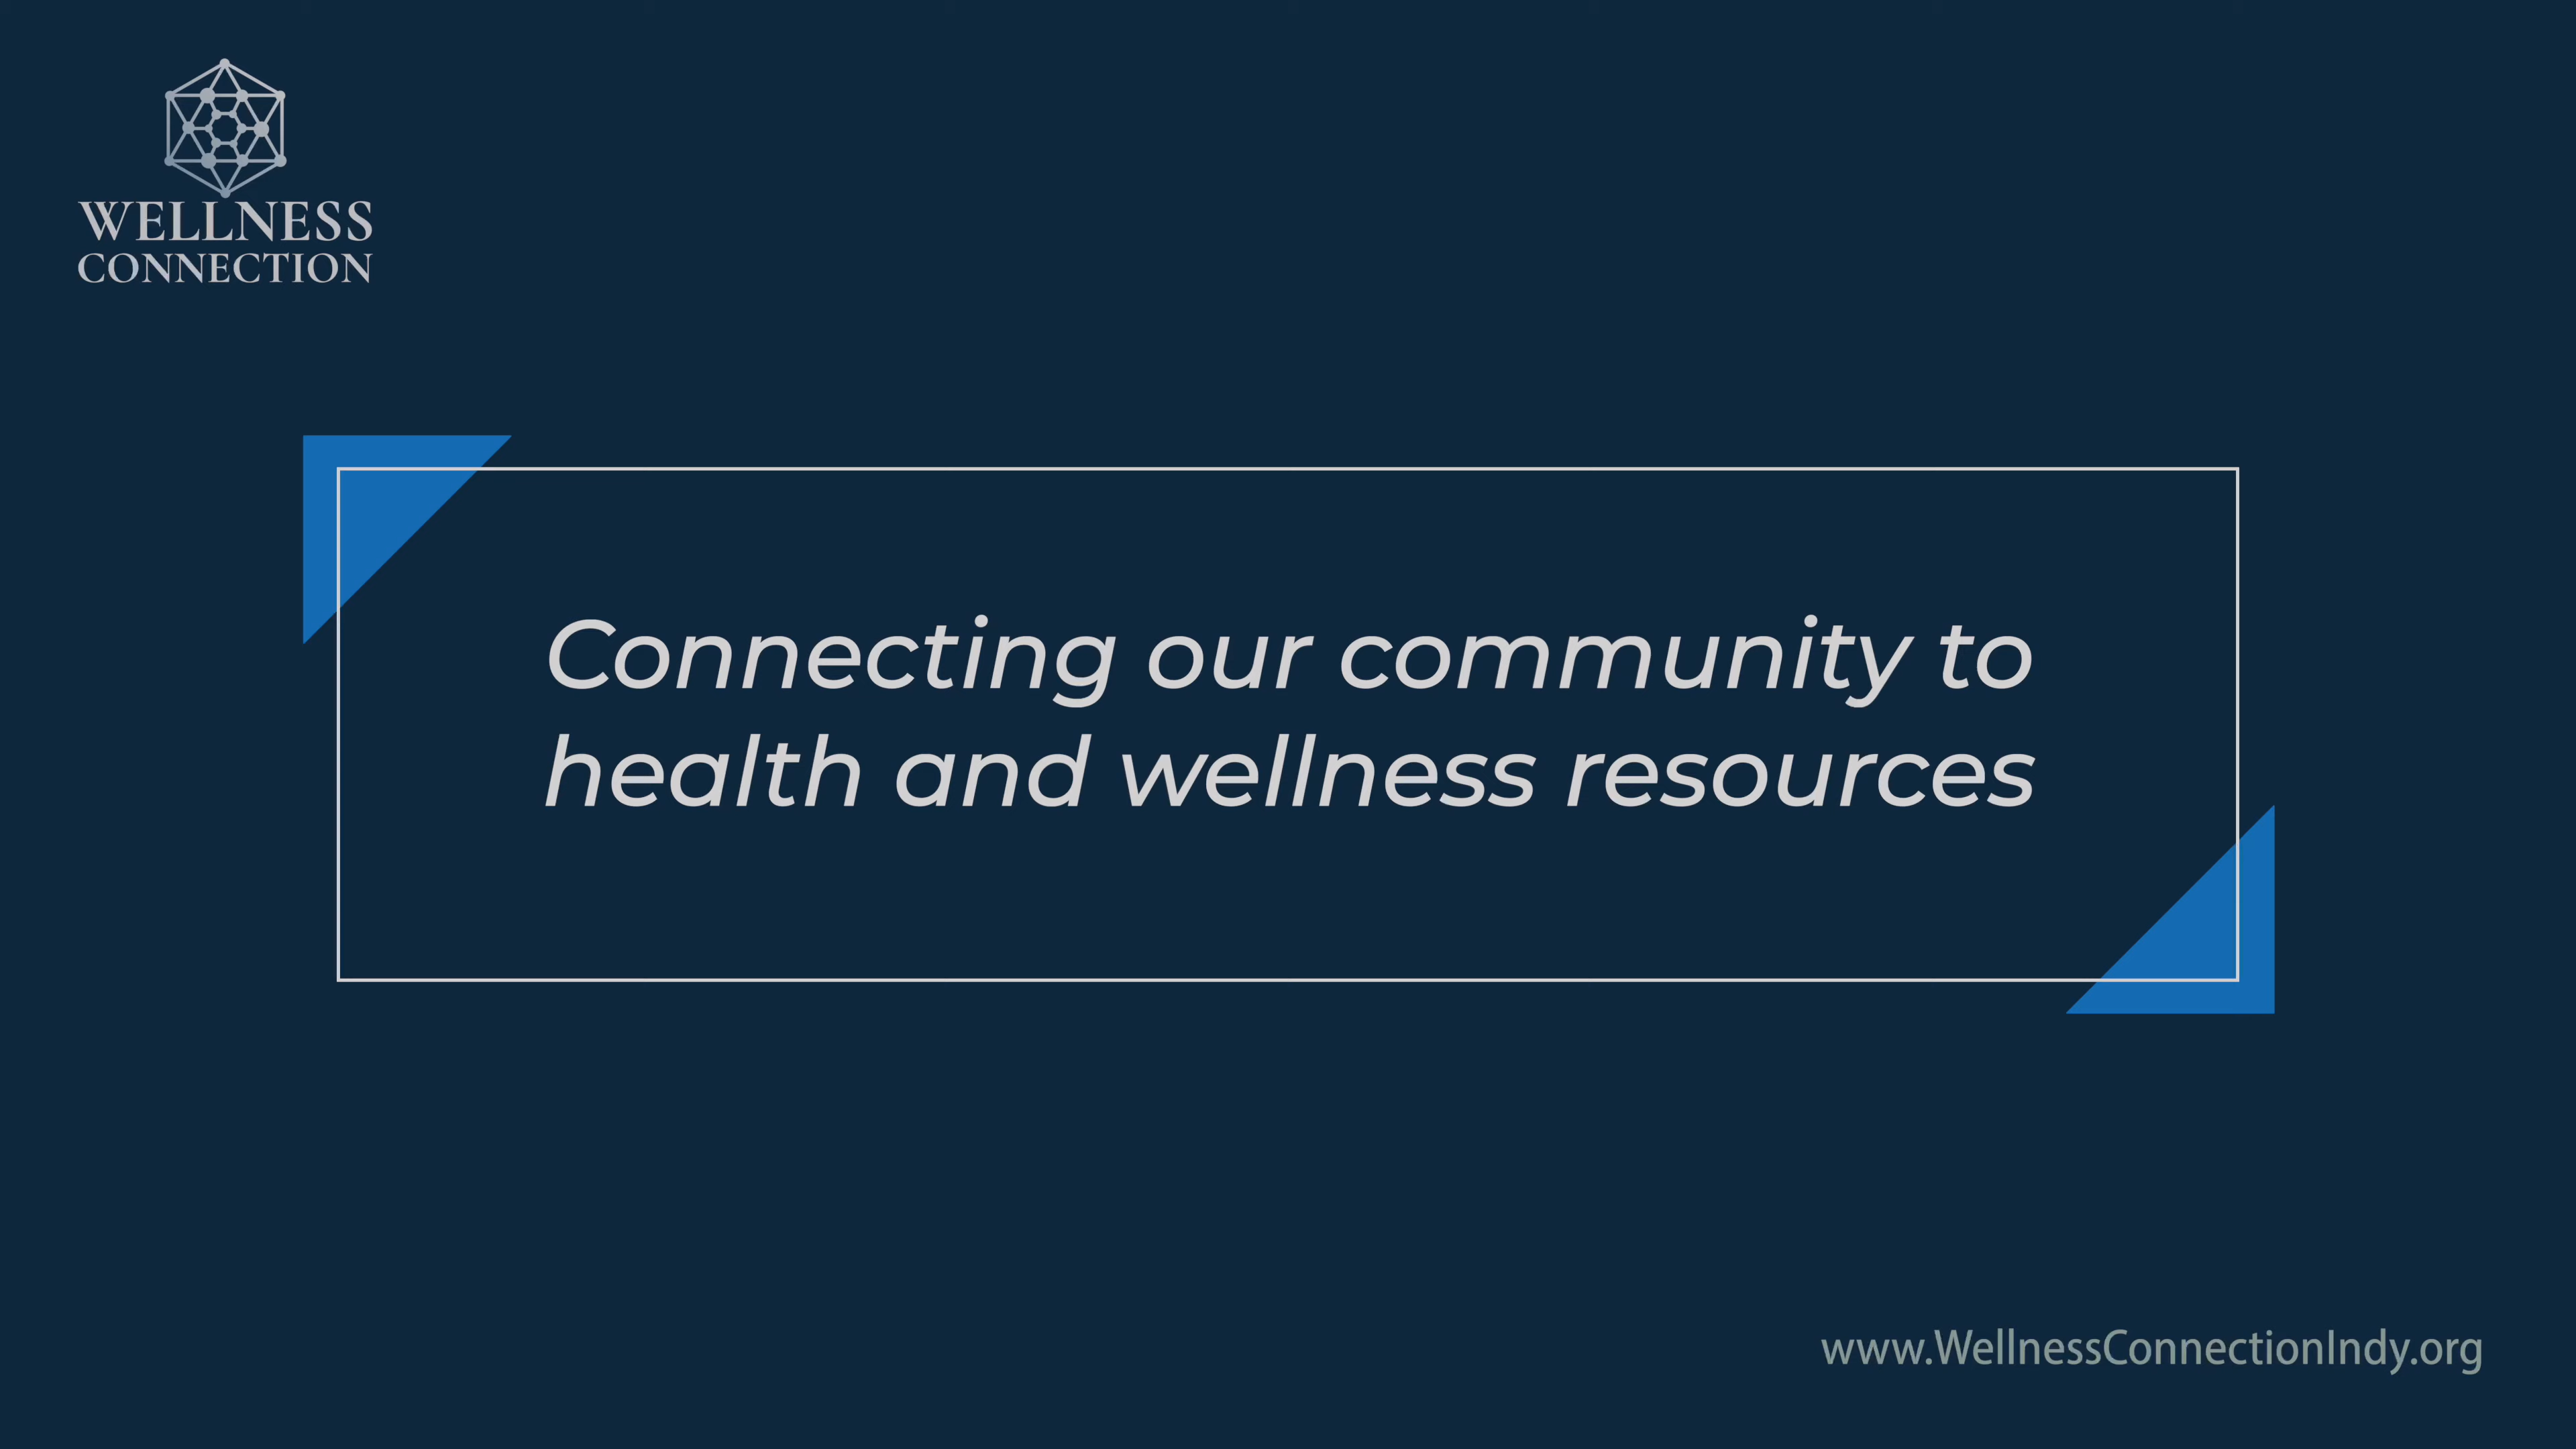 WELLNESS
CONNECTION
Connecting our community to
health and wellness resources
www.WellnessConnectionIndy.org